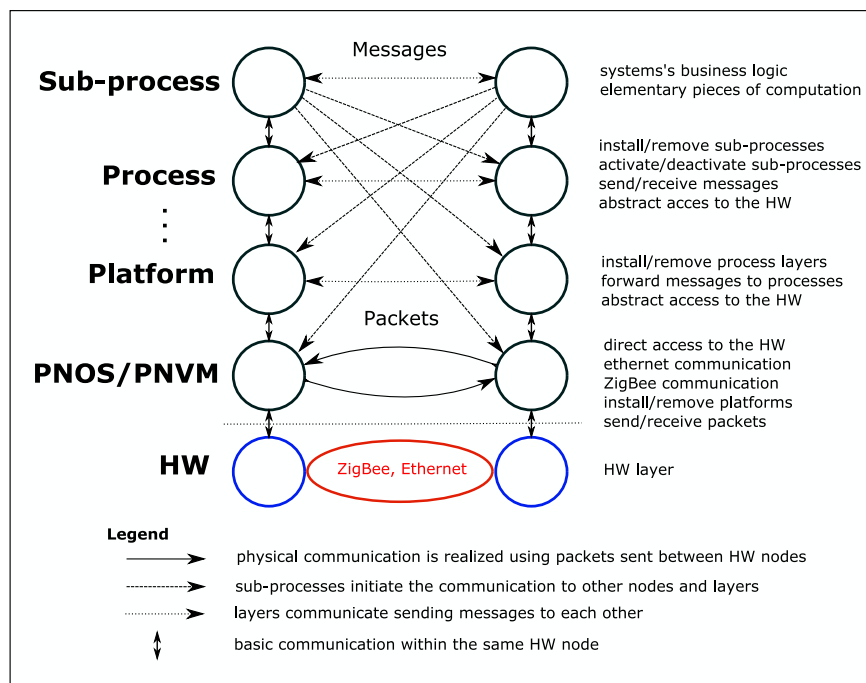 Messages
Sub-process
systems's business logic
elementary pieces of computation
Process
install/remove sub-processes
activate/deactivate sub-processes
send/receive messages
abstract acces to the HW
Platform
install/remove process layers
forward messages to processes
abstract access to the HW
Packets
PNOS/PNVM
direct access to the HW
ethernet communication
ZigBee communication
install/remove platforms
send/receive packets
HW
ZigBee, Ethernet
HW layer
Legend
physical communication is realized using packets sent between HW nodes
sub-processes initiate the communication to other nodes and layers
layers communicate sending messages to each other
basic communication within the same HW node